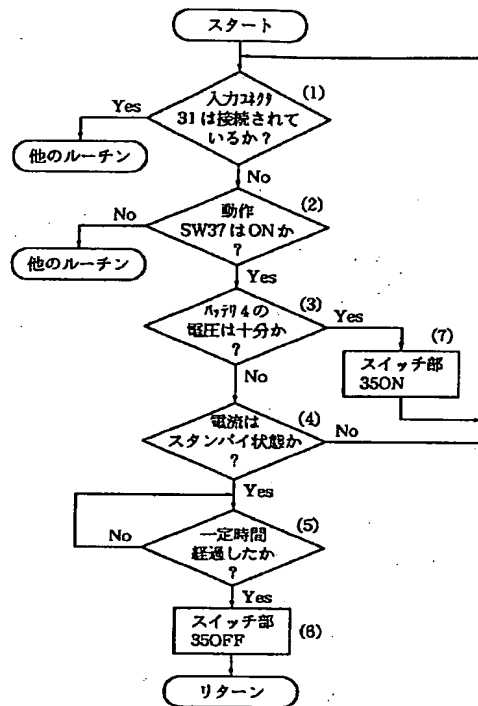 スタート
(1)
入力コネクタ
31は接続されて
いるか?
Yes
他のルーチン
No
(2)
動作
SW37はONか
?
No
他のルーチン
Yes
(3)
バッテリ4の
電圧は十分か
?
Yes
(7)
スイッチ部
35ON
No
(4)
電流は
スタンバイ状態か
?
No
Yes
(5)
一定時間
経過したか
?
No
Yes
スイッチ部
35OFF
(6)
リターン